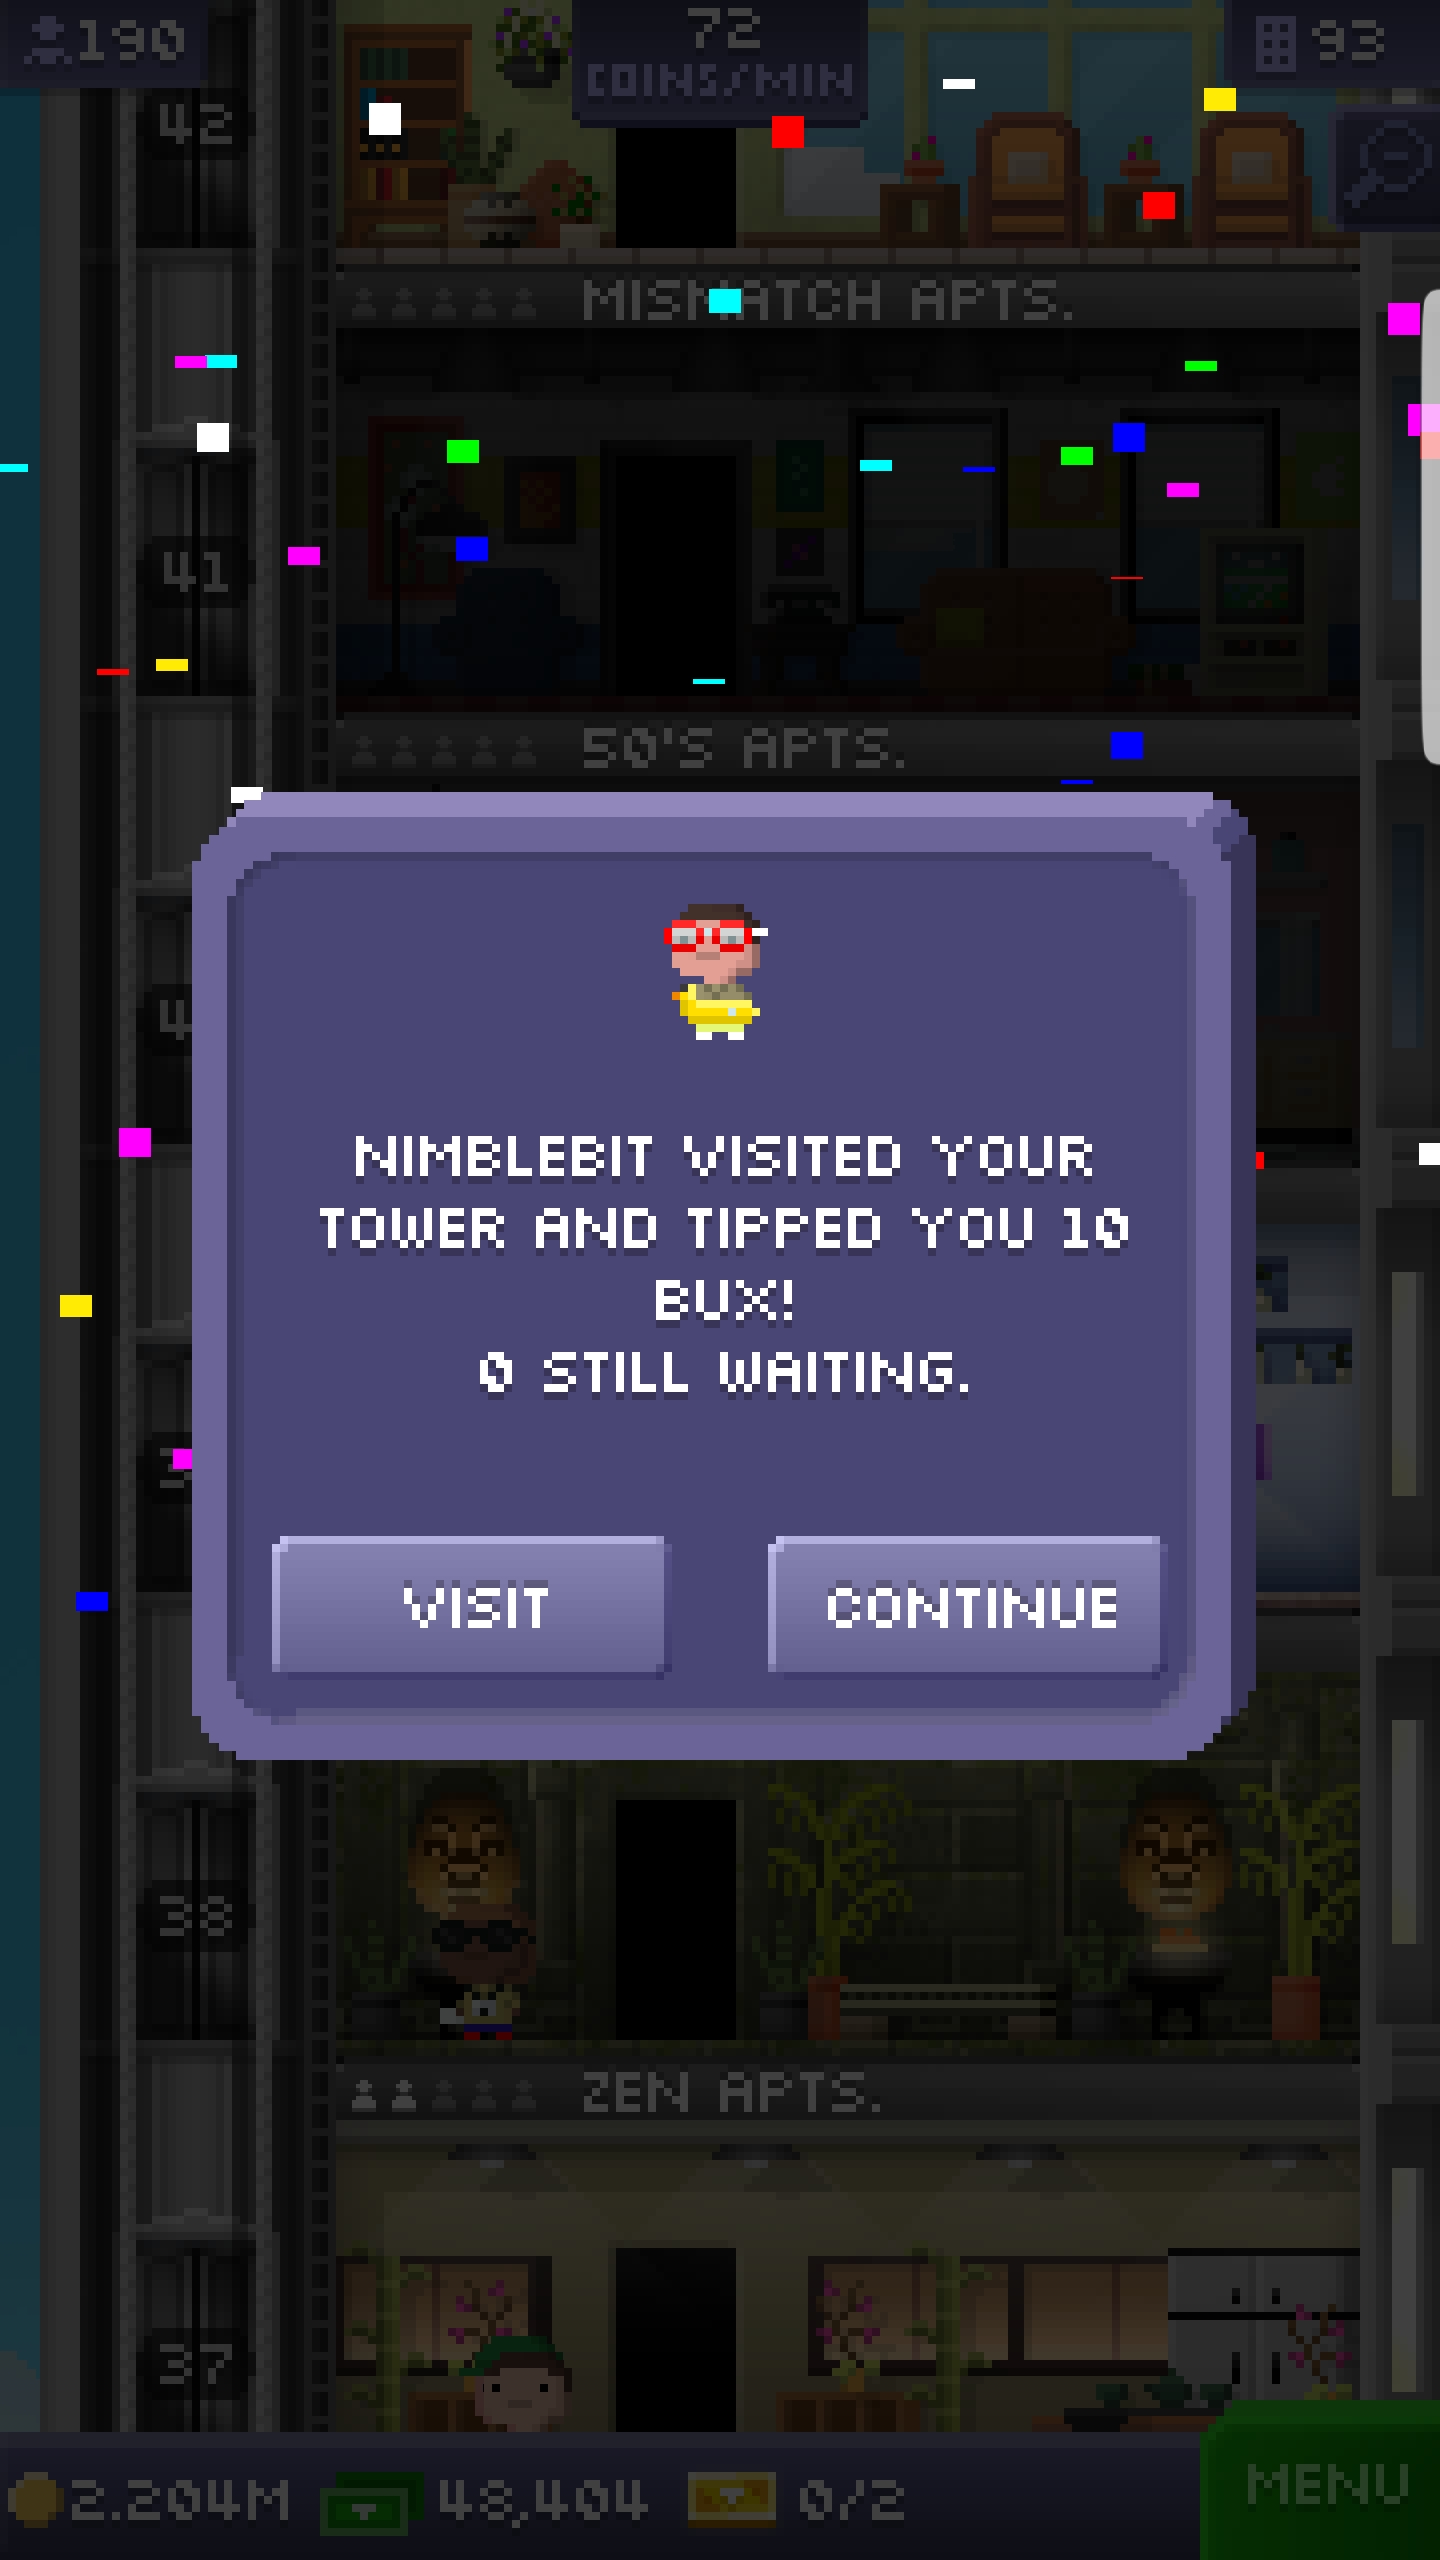 190
72
COINS/MIN
93
42
MISMATCH APTS.
41
50'S APTS.
NIMBLEBIT VISITED YOUR
TOWER AND TIPPED YOU 10
BUX!
0 STILL WAITING.
VISIT
CONTINUE
38
ZEN APTS.
37
2.204M
48,404
0/2
MENU